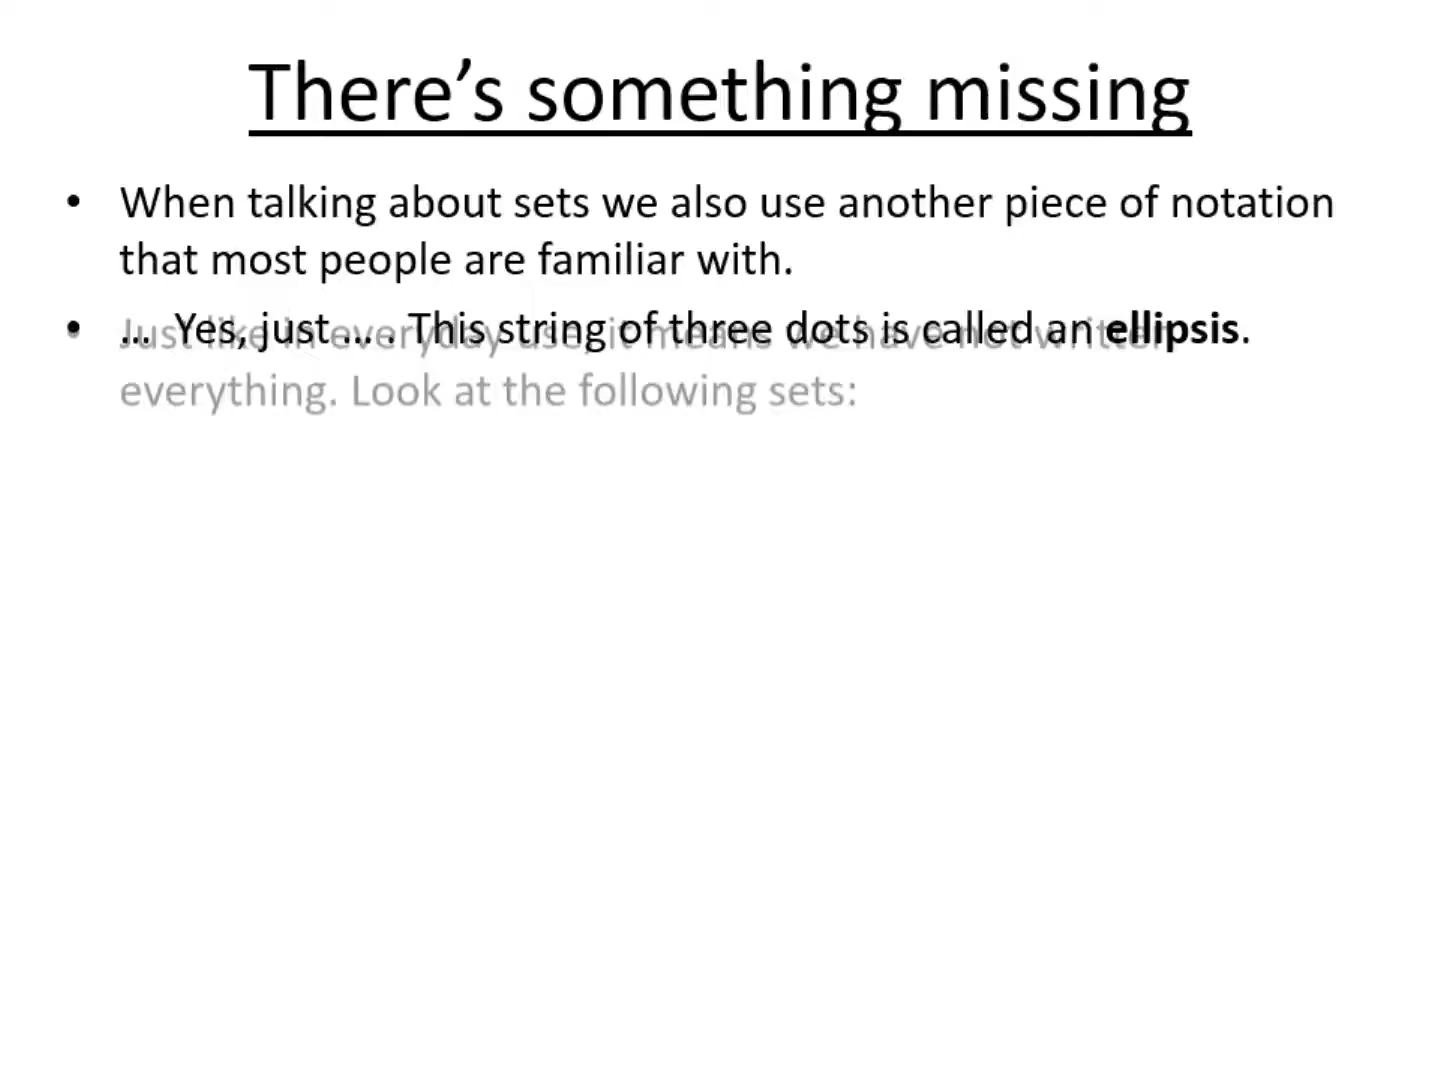 There's something missing
• When talking about sets we also use another piece of notation
that most people are familiar with.
• ... Yes, just ... . This string of three dots is called an ellipsis.
• Just like in everyday use, it means we have not written
everything. Look at the following sets: